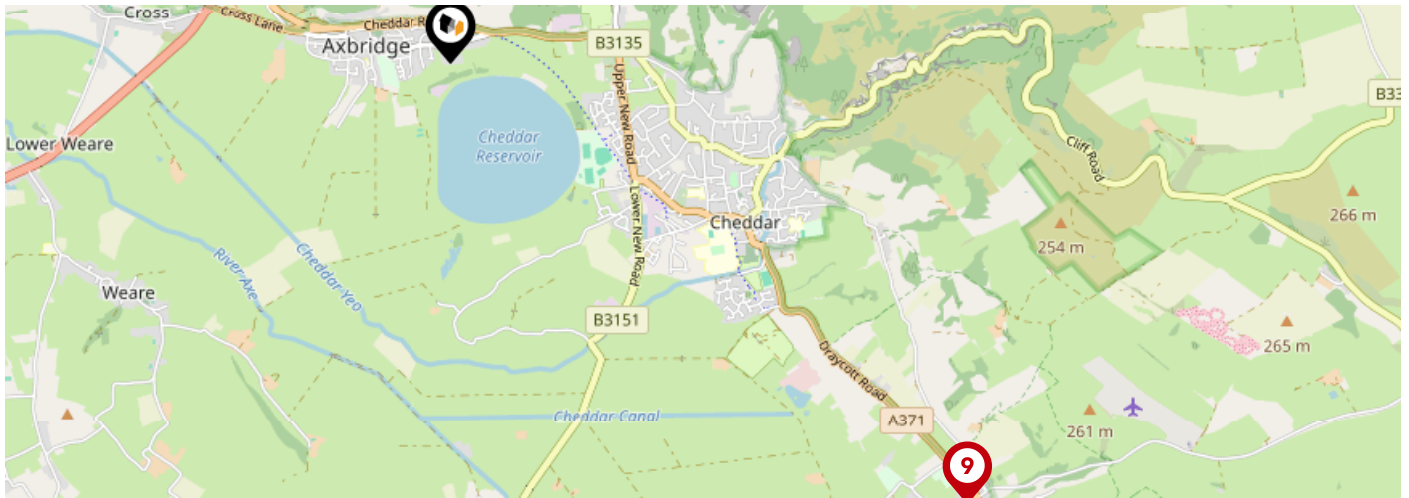 Cross
Cross Lane
Cheddar R
Axbridge
B3135
Upper New Road
B33
Cheddar
Reservoir
Lower Weare
Cliff Road
Lower New Road
266 m
Cheddar
254 m
River Axe
Cheddar Yeo
Weare
B3151
265 m
Draycott Road
Cheddar Canal
A371
261 m
9